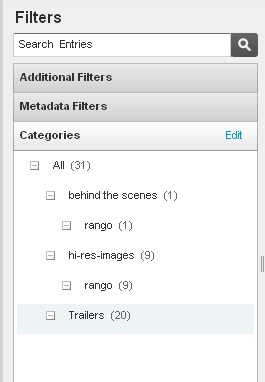 Filters
Search Entries
Additional Filters
Metadata Filters
Categories Edit
All (31)
behind the scenes (1)
rango (1)
hi-res-images (9)
rango (9)
Trailers (20)